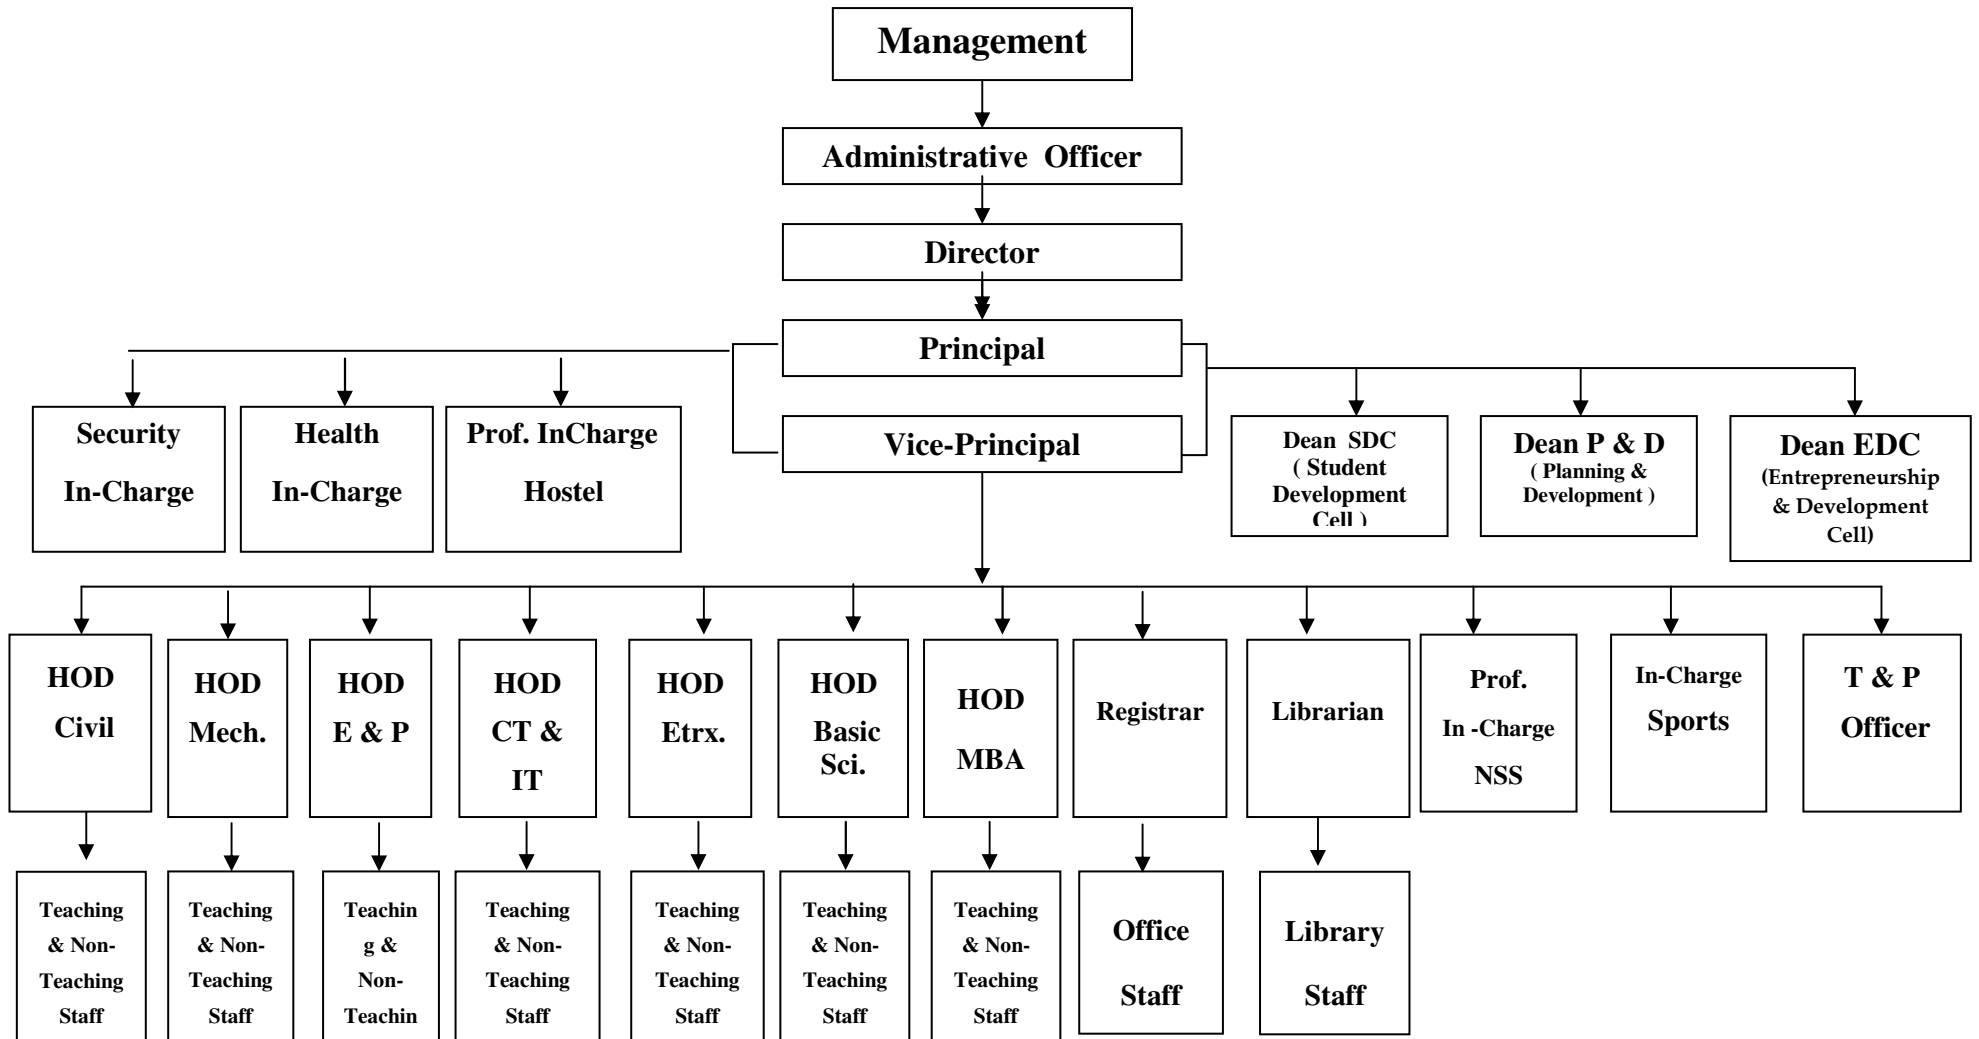 Management
Administrative Officer
Director
Principal
Vice-Principal
Security
In-Charge
Health
In-Charge
Prof. InCharge
Hostel
Dean SDC
( Student
Development
Cell )
Dean P & D
( Planning &
Development )
Dean EDC
(Entrepreneurship
& Development
Cell)
HOD
Civil
HOD
Mech.
HOD
E & P
HOD
CT &
IT
HOD
Etrx.
HOD
Basic
Sci.
HOD
MBA
Registrar
Librarian
Prof.
In -Charge
NSS
In-Charge
Sports
T & P
Officer
Teaching
& Non-
Teaching
Staff
Teaching
& Non-
Teaching
Staff
Teachin
g &
Non-
Teachin
Teaching
& Non-
Teaching
Staff
Teaching
& Non-
Teaching
Staff
Teaching
& Non-
Teaching
Staff
Teaching
& Non-
Teaching
Staff
Office
Staff
Library
Staff